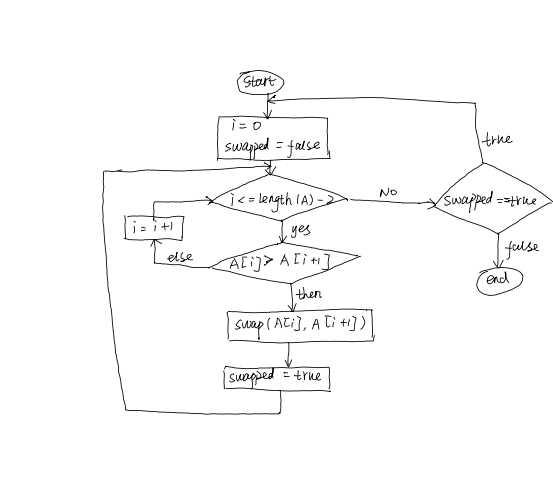 Start
i = 0
swapped = false
i <= length(A) - 2
No
swapped == true
true
false
end
yes
i = i+1
else
A[i] > A[i+1]
then
swap(A[i], A[i+1])
swapped = true